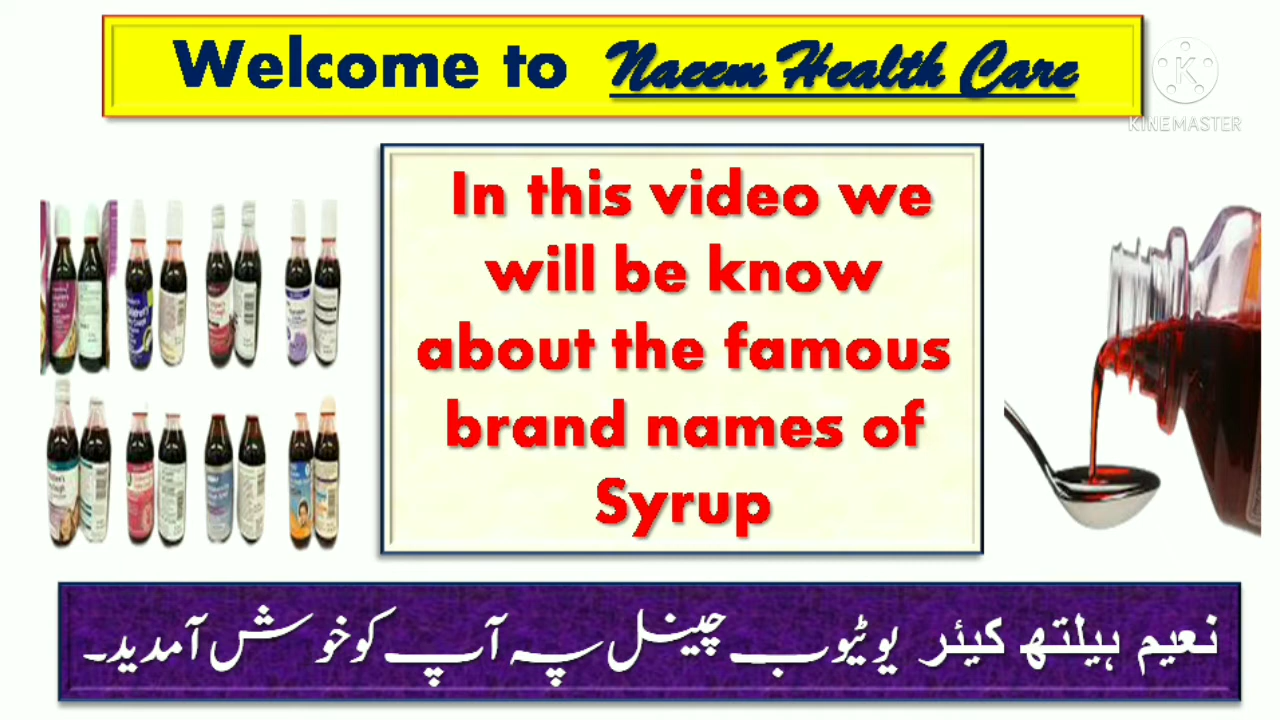 Welcome to Naeem Health Care
KINEMASTER
In this video we
will be know
about the famous
brand names of
Syrup
نعیم ہیلتھ کیئر یوٹیوب چینل پہ آپ کو خوش آمدید۔